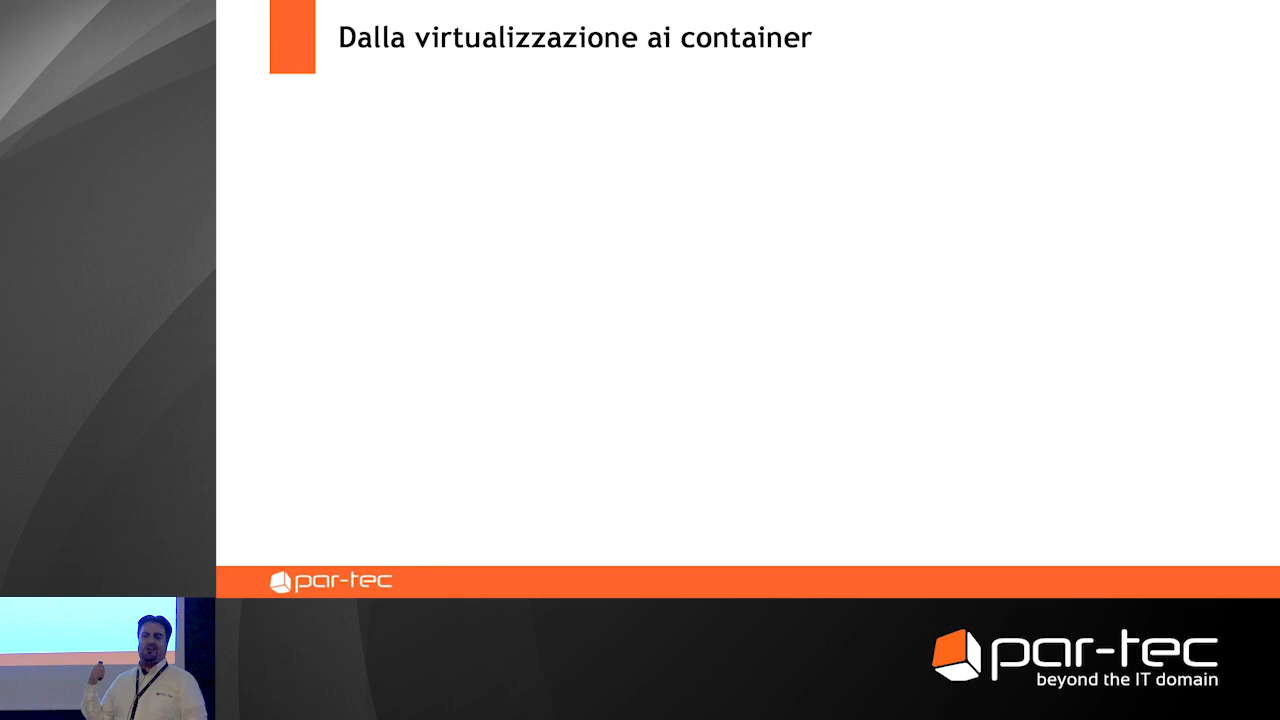 Dalla virtualizzazione ai container
par-tec
par-tec
beyond the IT domain